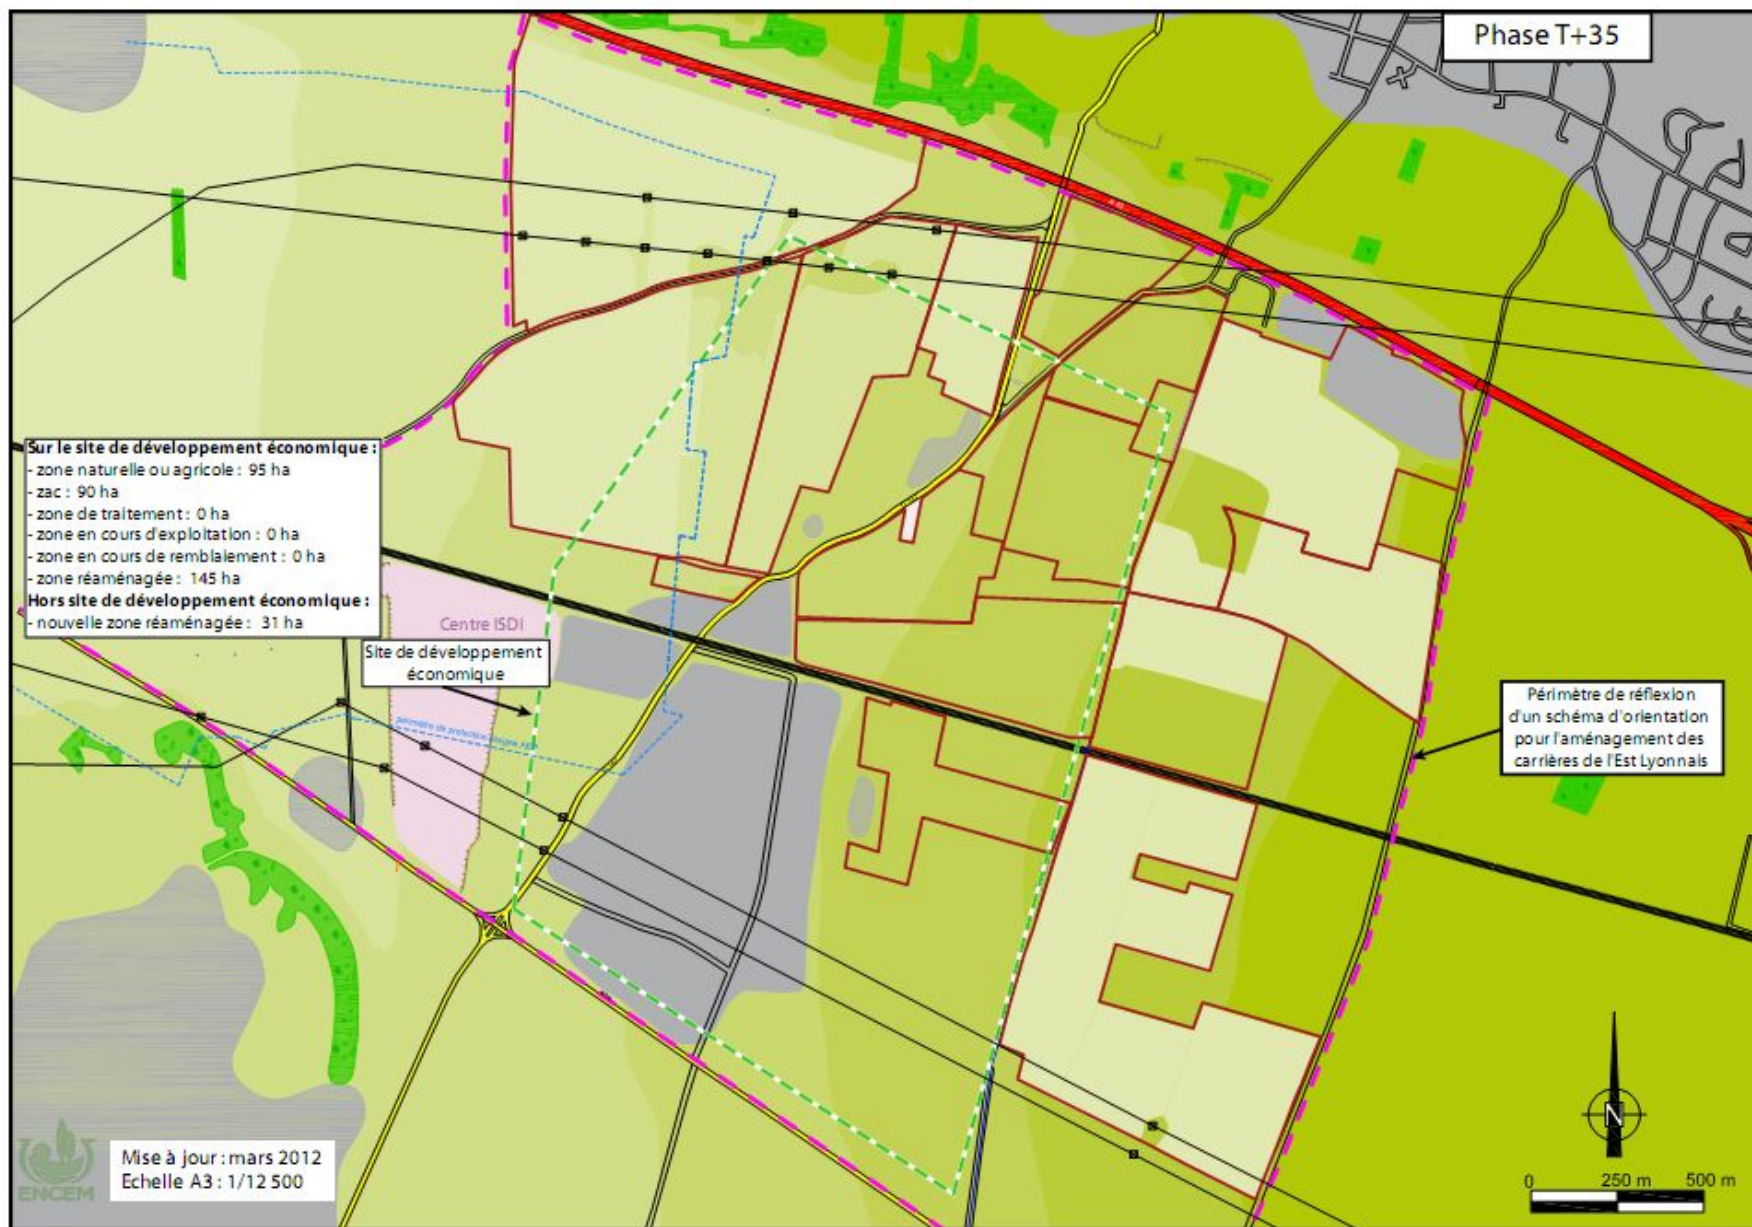 Phase T+35
Sur le site de développement économique :
- zone naturelle ou agricole : 95 ha
- zac : 90 ha
- zone de traitement : 0 ha
- zone en cours d'exploitation : 0 ha
- zone en cours de remblaiement : 0 ha
- zone réaménagée : 145 ha
Hors site de développement économique :
- nouvelle zone réaménagée : 31 ha
Centre ISDI
Site de développement
économique
Périmètre de réflexion
d'un schéma d'orientation
pour l'aménagement des
carrières de l'Est Lyonnais
périmètre de protection
Mise à jour : mars 2012
Echelle A3 : 1/12 500
ENCEM
N
0 250 m 500 m